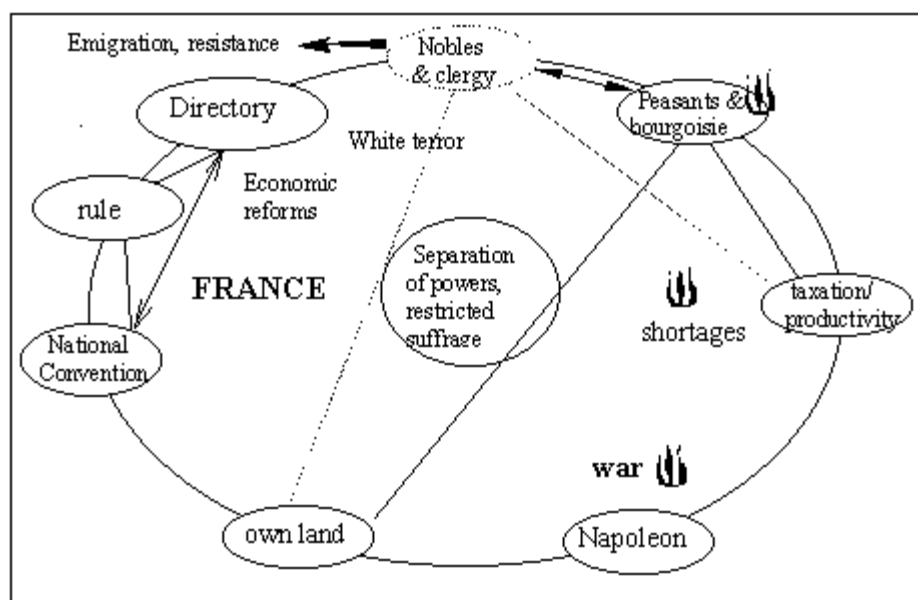 Emigration, resistance
Nobles
& clergy
Directory
Peasants &
bourgoisie
White terror
Economic
reforms
rule
Separation
of powers,
restricted
suffrage
FRANCE
taxation/
productivity
shortages
National
Convention
war
own land
Napoleon